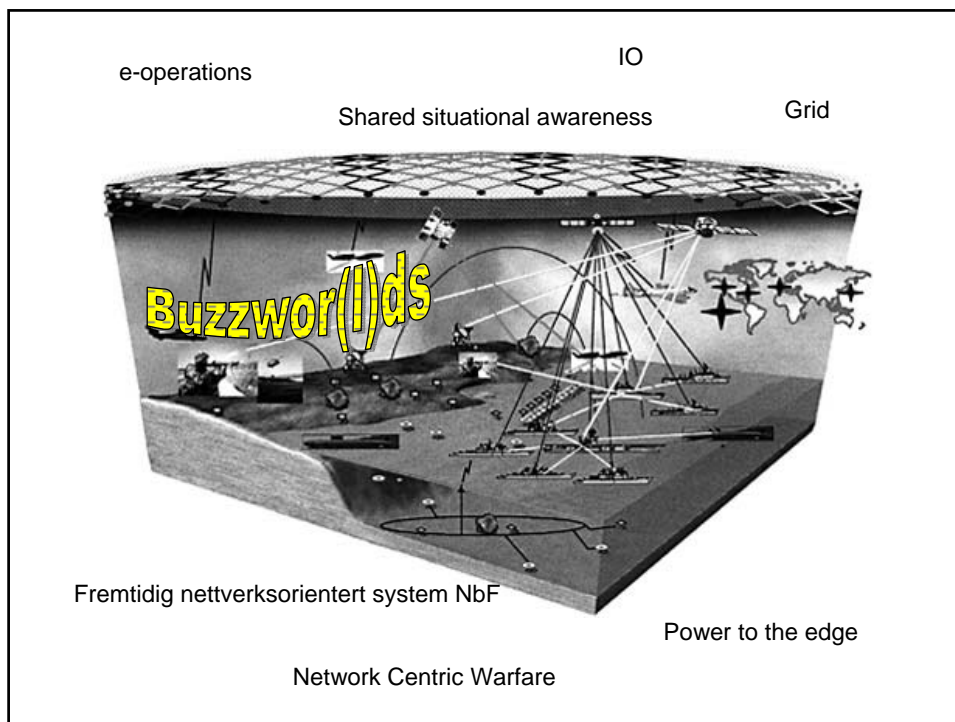 IO
e-operations
Shared situational awareness
Grid
Buzzwor(l)ds
Fremtidig nettverksorientert system NbF
Power to the edge
Network Centric Warfare